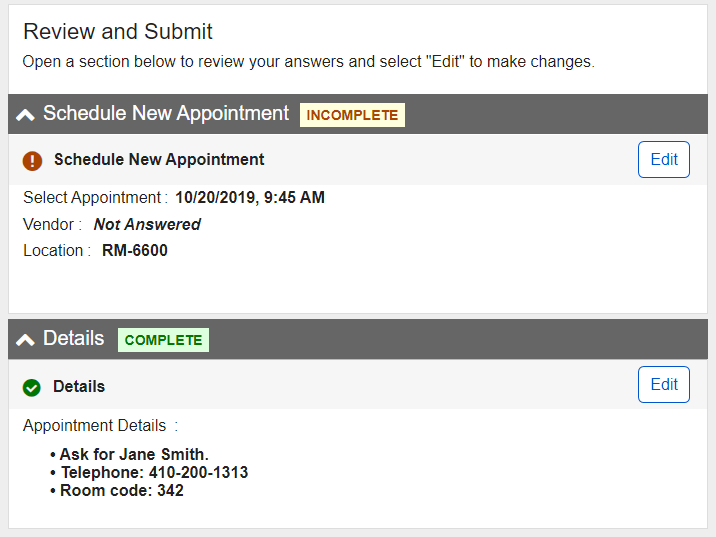 Review and Submit
Open a section below to review your answers and select "Edit" to make changes.
Schedule New Appointment INCOMPLETE
Schedule New Appointment Edit
Select Appointment : 10/20/2019, 9:45 AM
Vendor : Not Answered
Location : RM-6600
Details COMPLETE
Details Edit
Appointment Details :
• Ask for Jane Smith.
• Telephone: 410-200-1313
• Room code: 342